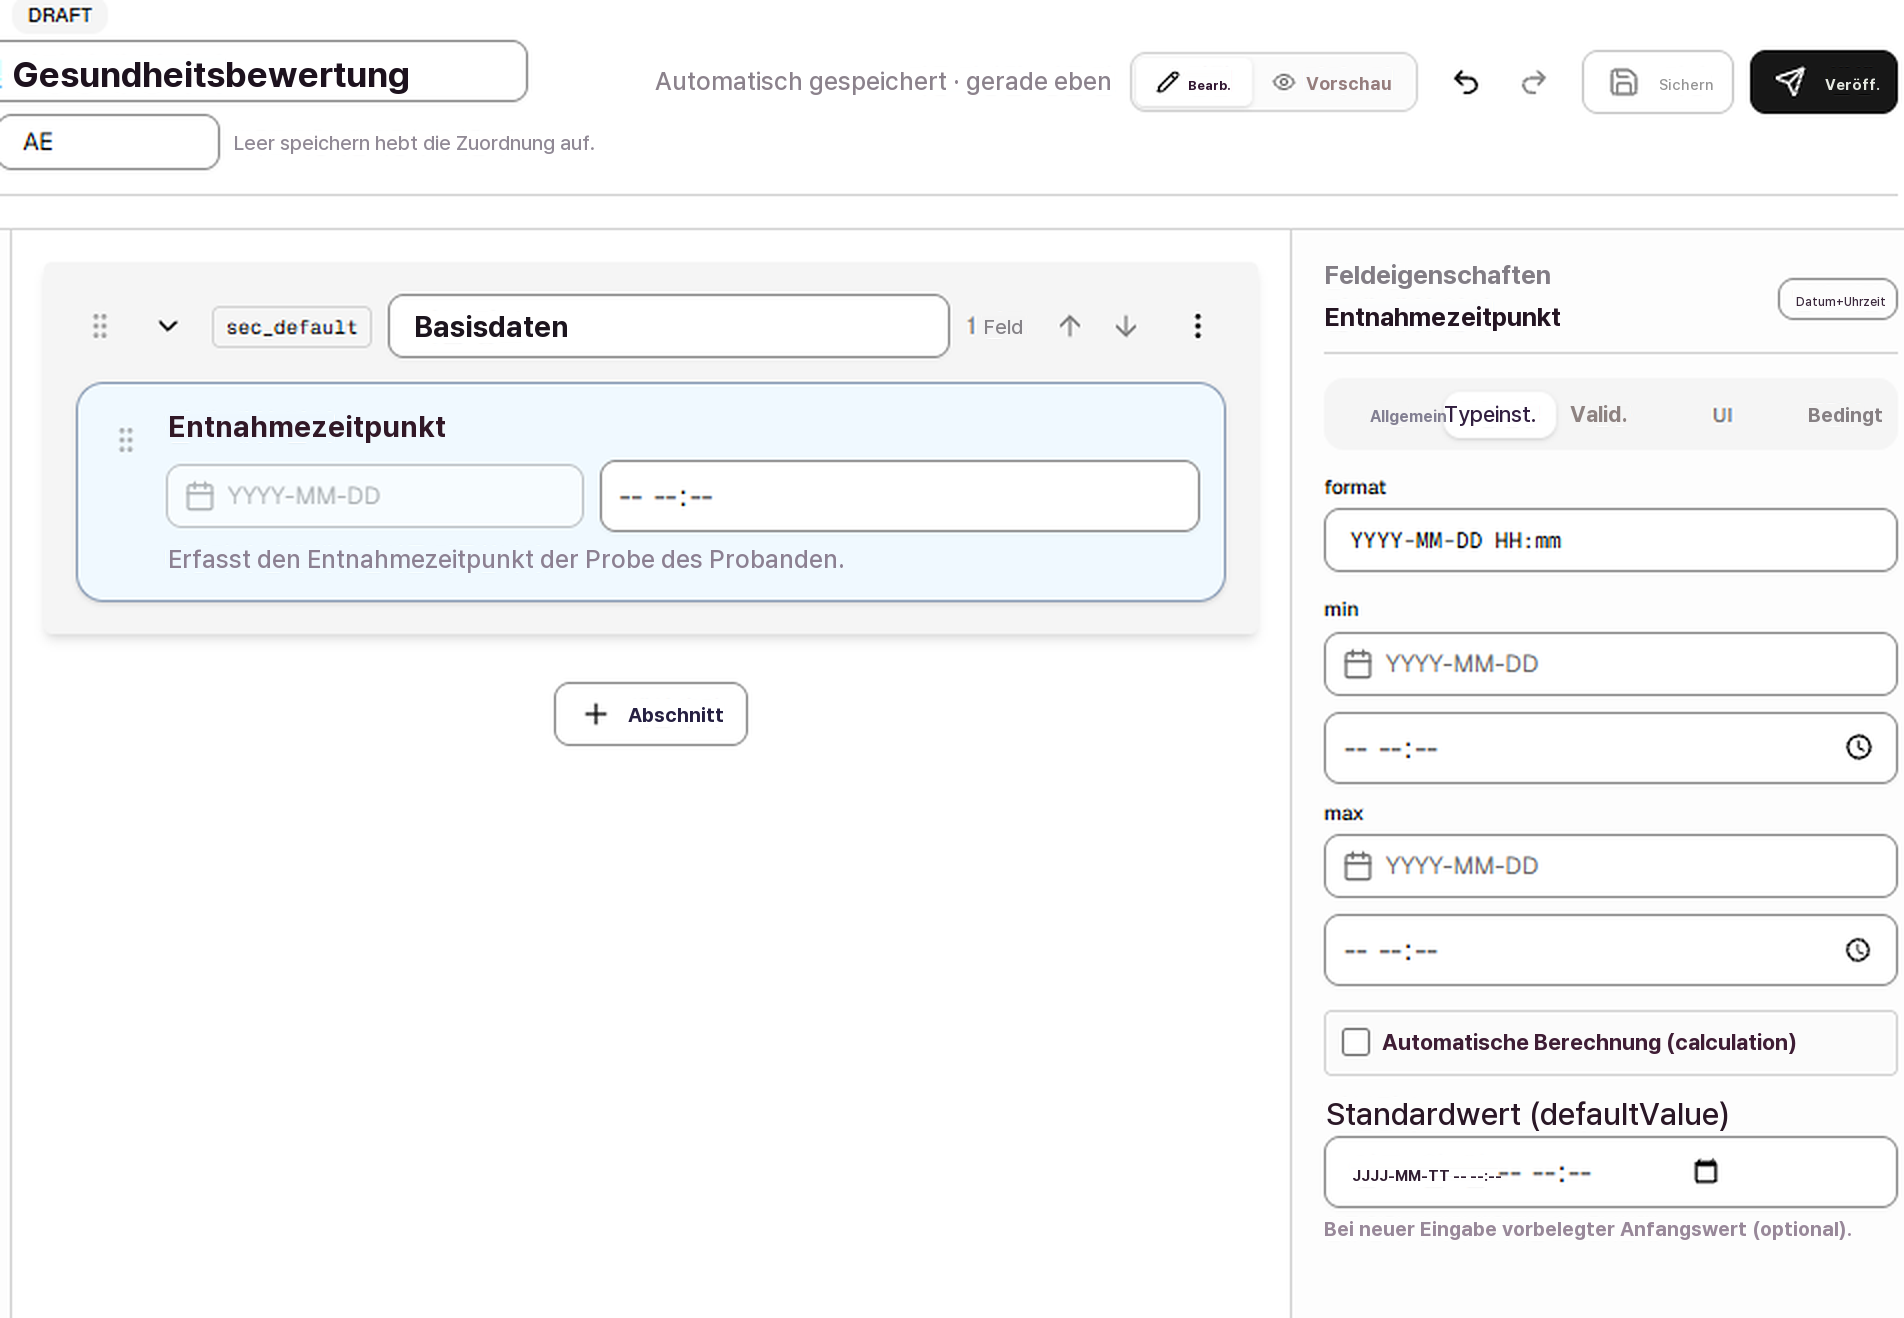 DRAFT
Gesundheitsbewertung
Automatisch gespeichert · gerade eben
Bearb.
Vorschau
Sichern
Veröff.
AE
Leer speichern hebt die Zuordnung auf.
sec_default
Basisdaten
1 Feld
Entnahmezeitpunkt
YYYY-MM-DD
-- --:--
Erfasst den Entnahmezeitpunkt der Probe des Probanden.
Abschnitt
Feldeigenschaften
Entnahmezeitpunkt
Datum+Uhrzeit
Allgemein
Typeinst.
Valid.
UI
Bedingt
format
YYYY-MM-DD HH:mm
min
YYYY-MM-DD
-- --:--
max
YYYY-MM-DD
-- --:--
Automatische Berechnung (calculation)
Standardwert (defaultValue)
JJJJ-MM-TT -- --:-- -- --:--
Bei neuer Eingabe vorbelegter Anfangswert (optional).